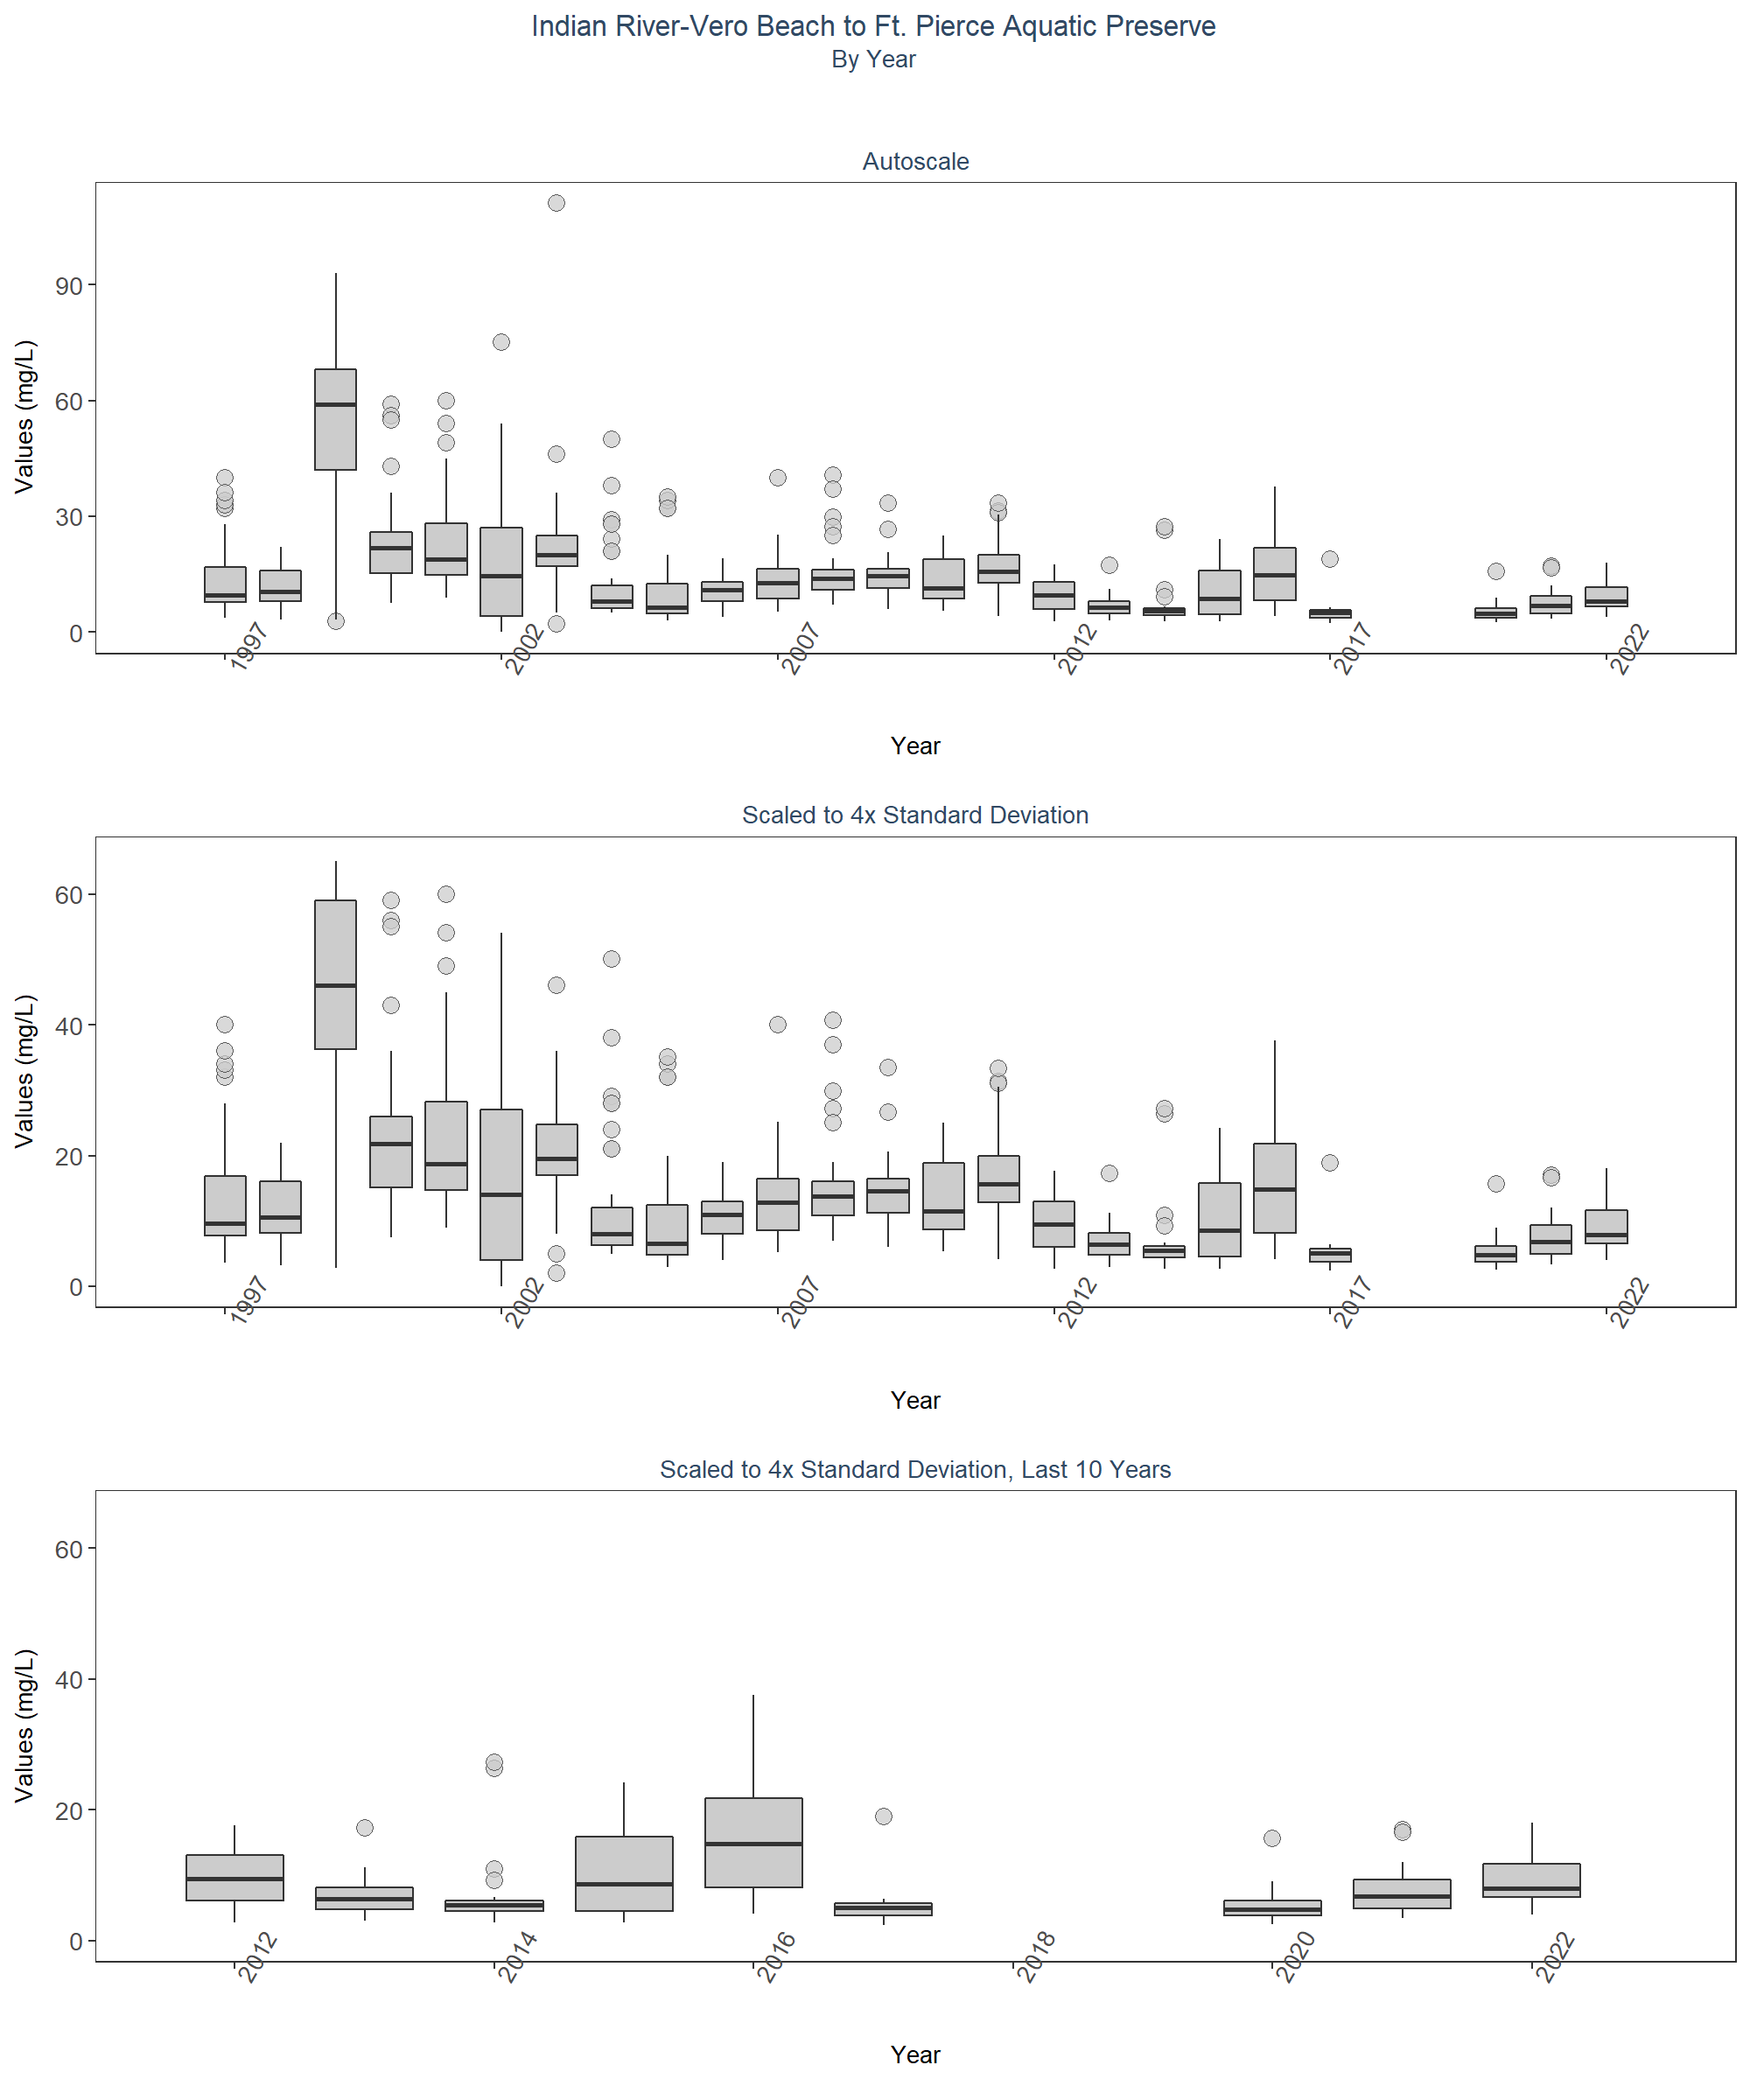 Indian River-Vero Beach to Ft. Pierce Aquatic Preserve
By Year
Autoscale
Values (mg/L)
90
60
30
0
1997
2002
2007
2012
2017
2022
Year
Scaled to 4x Standard Deviation
Values (mg/L)
60
40
20
0
1997
2002
2007
2012
2017
2022
Year
Scaled to 4x Standard Deviation, Last 10 Years
Values (mg/L)
60
40
20
0
2012
2014
2016
2018
2020
2022
Year